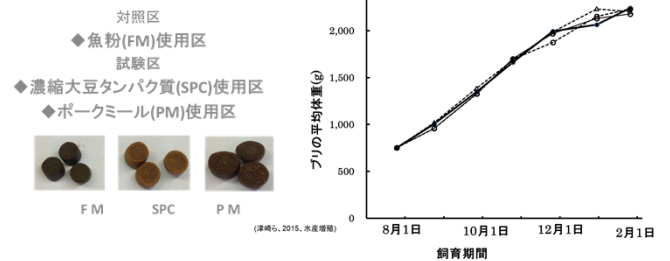 対照区
◆魚粉(FM)使用区
試験区
◆濃縮大豆タンパク質(SPC)使用区
◆ポークミール(PM)使用区
FM
SPC
PM
(津崎ら、2015、水産増殖)
ブリの平均体重(g)
2,000
1,500
1,000
500
0
8月1日
10月1日
12月1日
2月1日
飼育期間